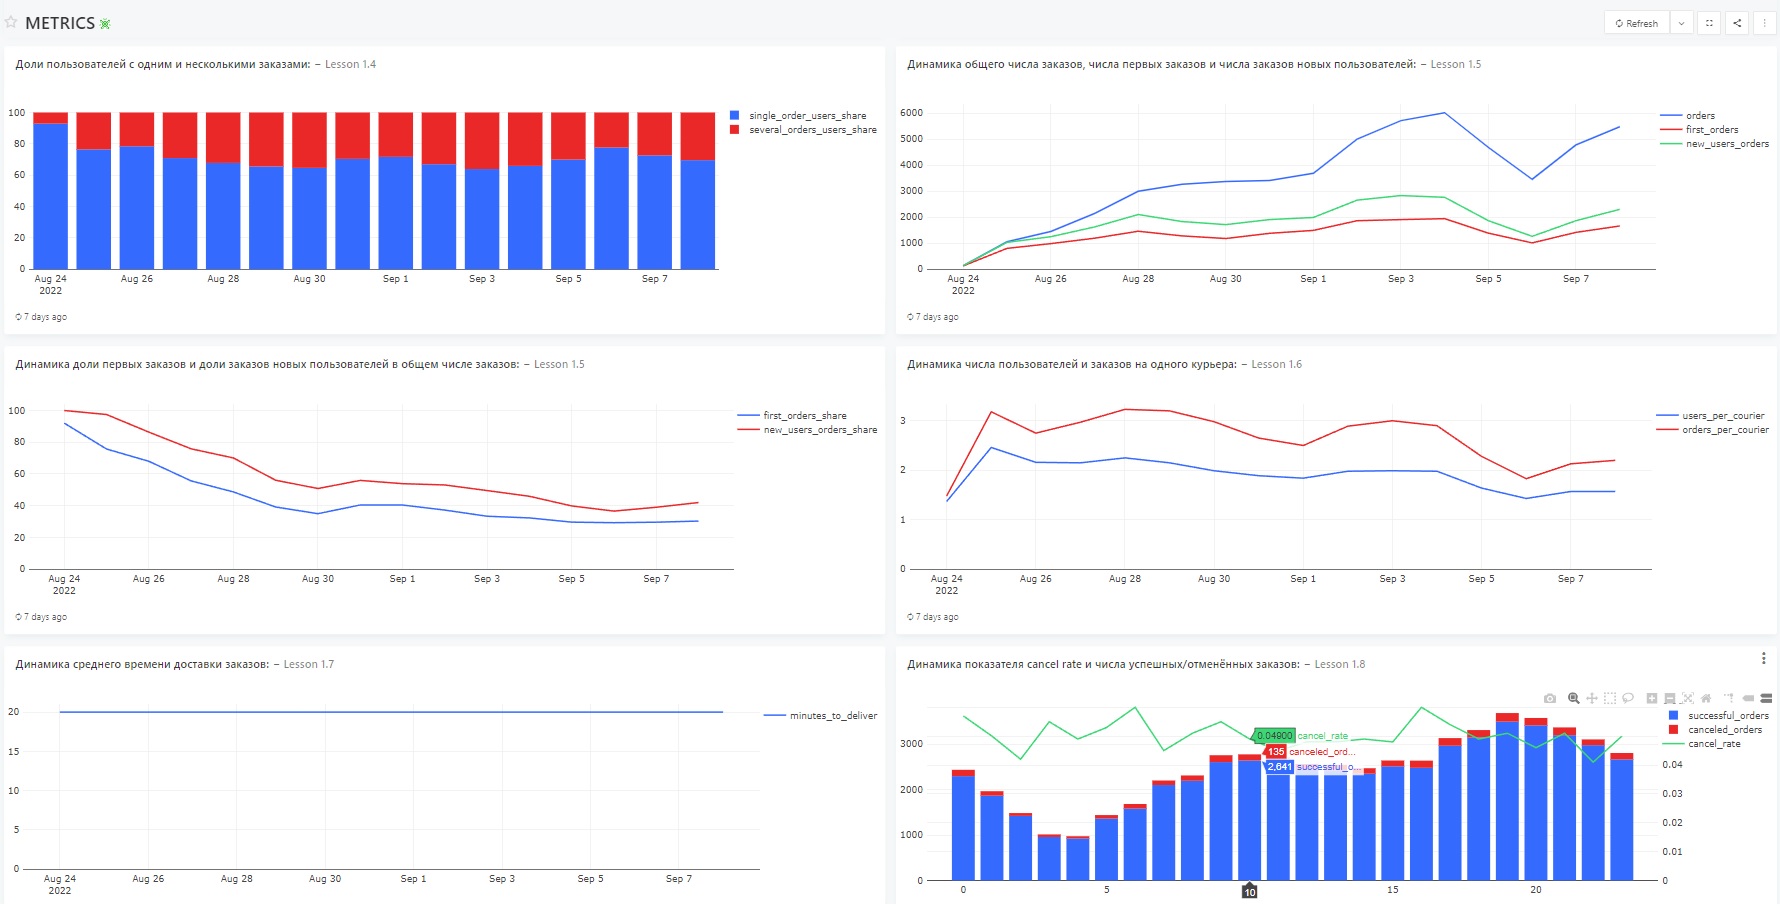 METRICS
Refresh
Доли пользователей с одним и несколькими заказами: – Lesson 1.4
100
80
60
40
20
0
Aug 24
2022
Aug 26
Aug 28
Aug 30
Sep 1
Sep 3
Sep 5
Sep 7
single_order_users_share
several_orders_users_share
7 days ago
Динамика общего числа заказов, числа первых заказов и числа заказов новых пользователей: – Lesson 1.5
6000
5000
4000
3000
2000
1000
0
Aug 24
2022
Aug 26
Aug 28
Aug 30
Sep 1
Sep 3
Sep 5
Sep 7
orders
first_orders
new_users_orders
7 days ago
Динамика доли первых заказов и доли заказов новых пользователей в общем числе заказов: – Lesson 1.5
100
80
60
40
20
0
Aug 24
2022
Aug 26
Aug 28
Aug 30
Sep 1
Sep 3
Sep 5
Sep 7
first_orders_share
new_users_orders_share
7 days ago
Динамика числа пользователей и заказов на одного курьера: – Lesson 1.6
3
2
1
0
Aug 24
2022
Aug 26
Aug 28
Aug 30
Sep 1
Sep 3
Sep 5
Sep 7
users_per_courier
orders_per_courier
7 days ago
Динамика среднего времени доставки заказов: – Lesson 1.7
20
15
10
5
0
Aug 24
2022
Aug 26
Aug 28
Aug 30
Sep 1
Sep 3
Sep 5
Sep 7
minutes_to_deliver
Динамика показателя cancel rate и числа успешных/отменённых заказов: – Lesson 1.8
3000
2000
1000
0
0
5
10
15
20
0.04900 cancel_rate
135 canceled_ord...
2,641 successful_o...
0.04
0.03
0.02
0.01
0
successful_orders
canceled_orders
cancel_rate